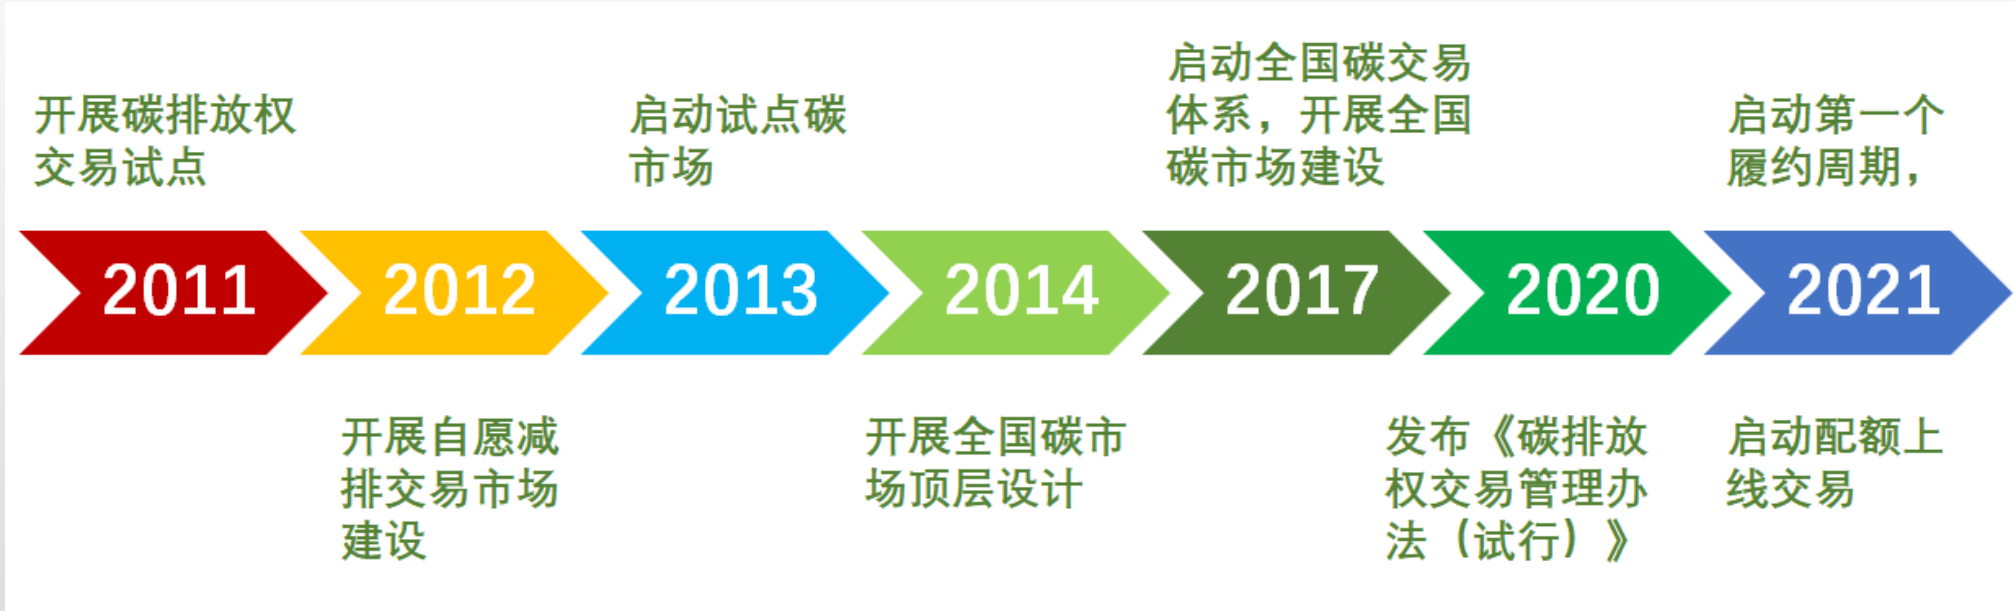 开展碳排放权
交易试点
启动试点碳
市场
启动全国碳交易
体系，开展全国
碳市场建设
启动第一个
履约周期，
2011
2012
2013
2014
2017
2020
2021
开展自愿减
排交易市场
建设
开展全国碳市
场顶层设计
发布《碳排放
权交易管理办
法（试行）》
启动配额上
线交易